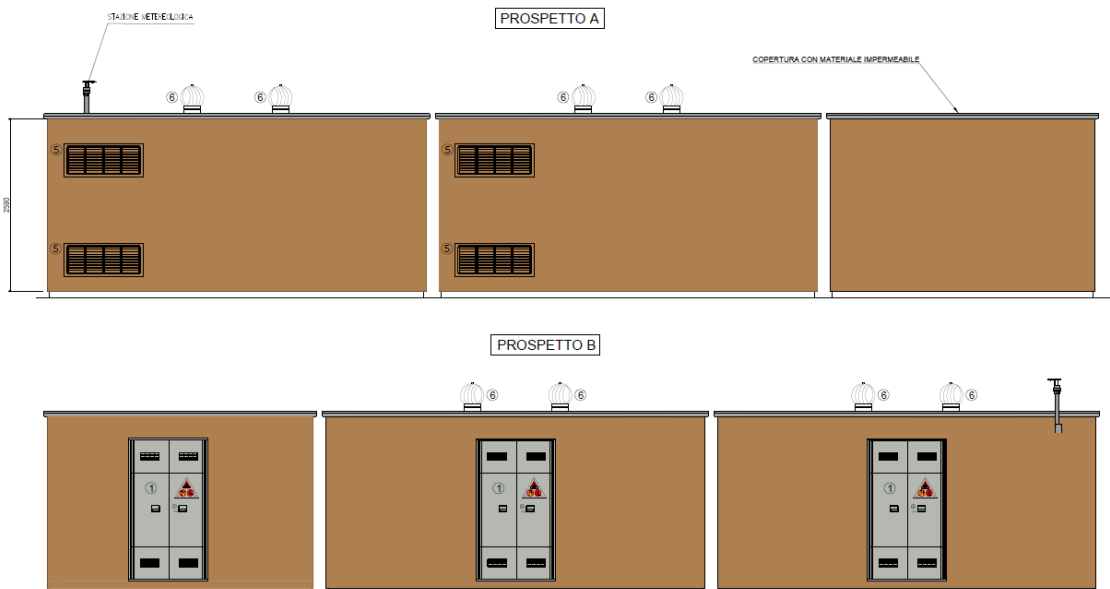 PROSPETTO A
STAZIONE METEREOLOGICA
COPERTURA CON MATERIALE IMPERMEABILE
6 6 6 6
5 5
2590
5 5
PROSPETTO B
6 6 6 6
1 1 1